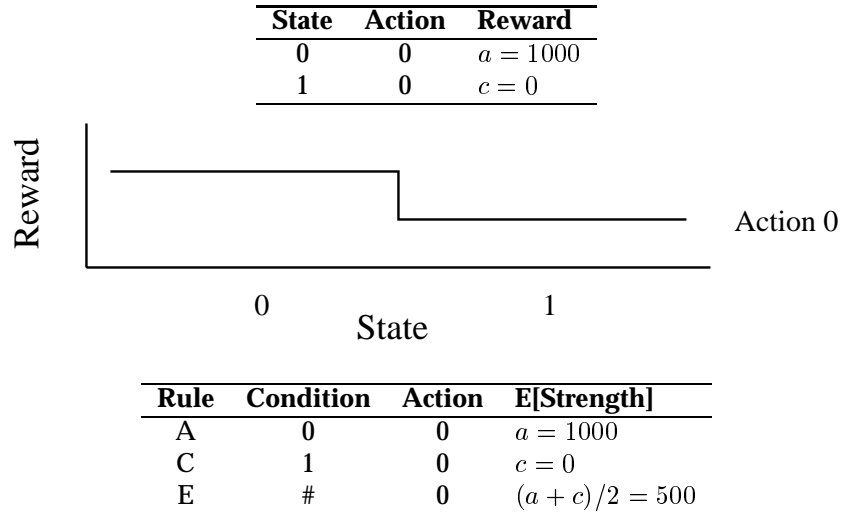 State Action Reward
0 0 a = 1000
1 0 c = 0
Reward
Action 0
0 1
State
Rule Condition Action E[Strength]
A 0 0 a = 1000
C 1 0 c = 0
E # 0 (a + c)/2 = 500